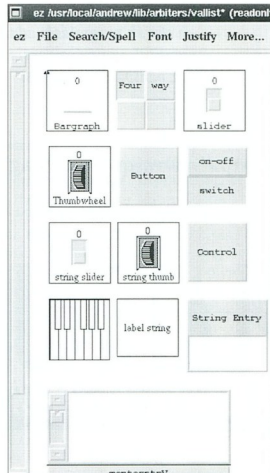 ez /usr/local/andrew/lib/arbiters/vallist* (readonl
ez File Search/Spell Font Justify More...
0 Four way 0
Bargraph slider
0 Button on-off
Thumbwheel switch
0 0 Control
string slider string thumb
label string String Entry